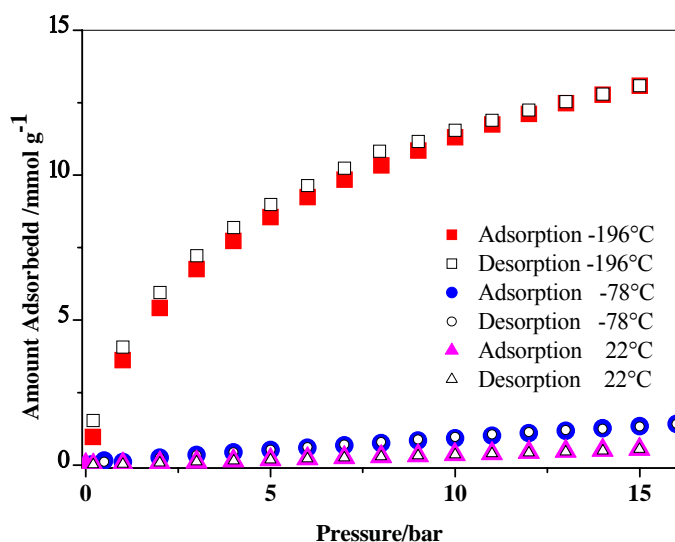 15
10
5
0
Amount Adsorbedd /mmol g-1
Adsorption -196°C
Desorption -196°C
Adsorption -78°C
Desorption -78°C
Adsorption 22°C
Desorption 22°C
0 5 10 15
Pressure/bar